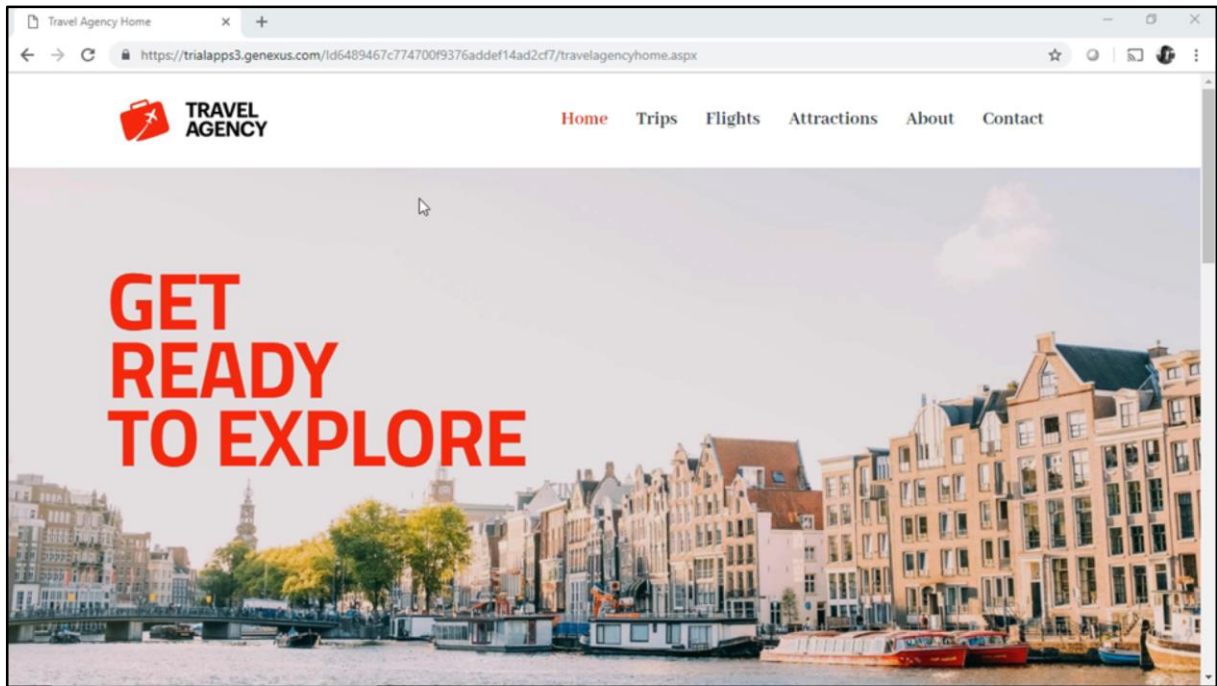 Travel Agency Home
https://trialapps3.genexus.com/Id6489467c774700f9376addef14ad2cf7/travelagencyhome.aspx
TRAVEL
AGENCY
Home Trips Flights Attractions About Contact
GET
READY
TO EXPLORE